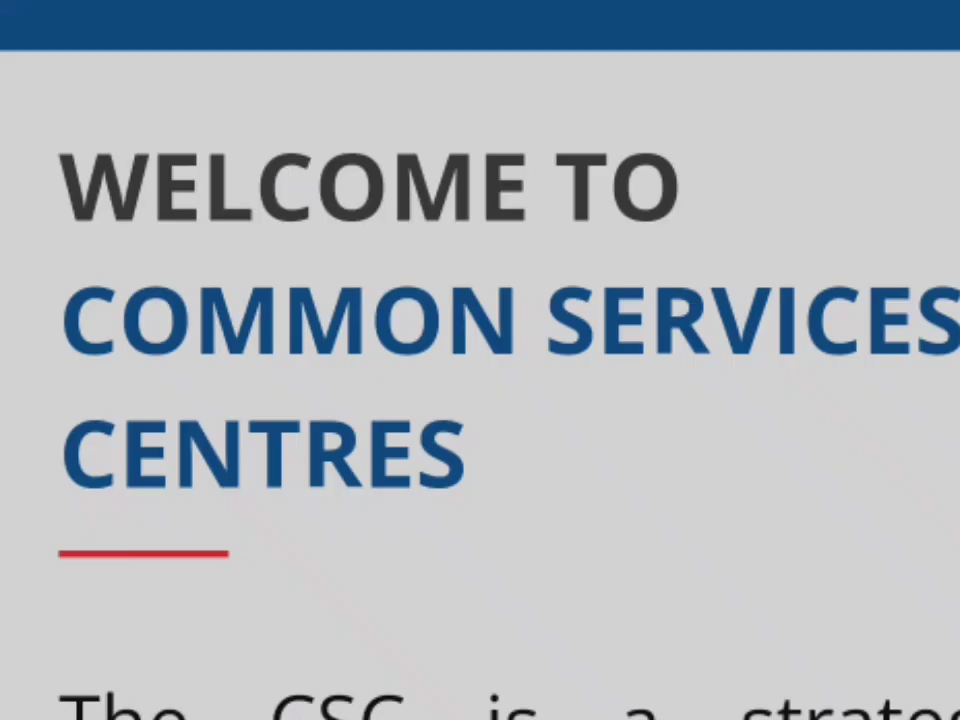 WELCOME TO
COMMON SERVICES
CENTRES
The CSC is a